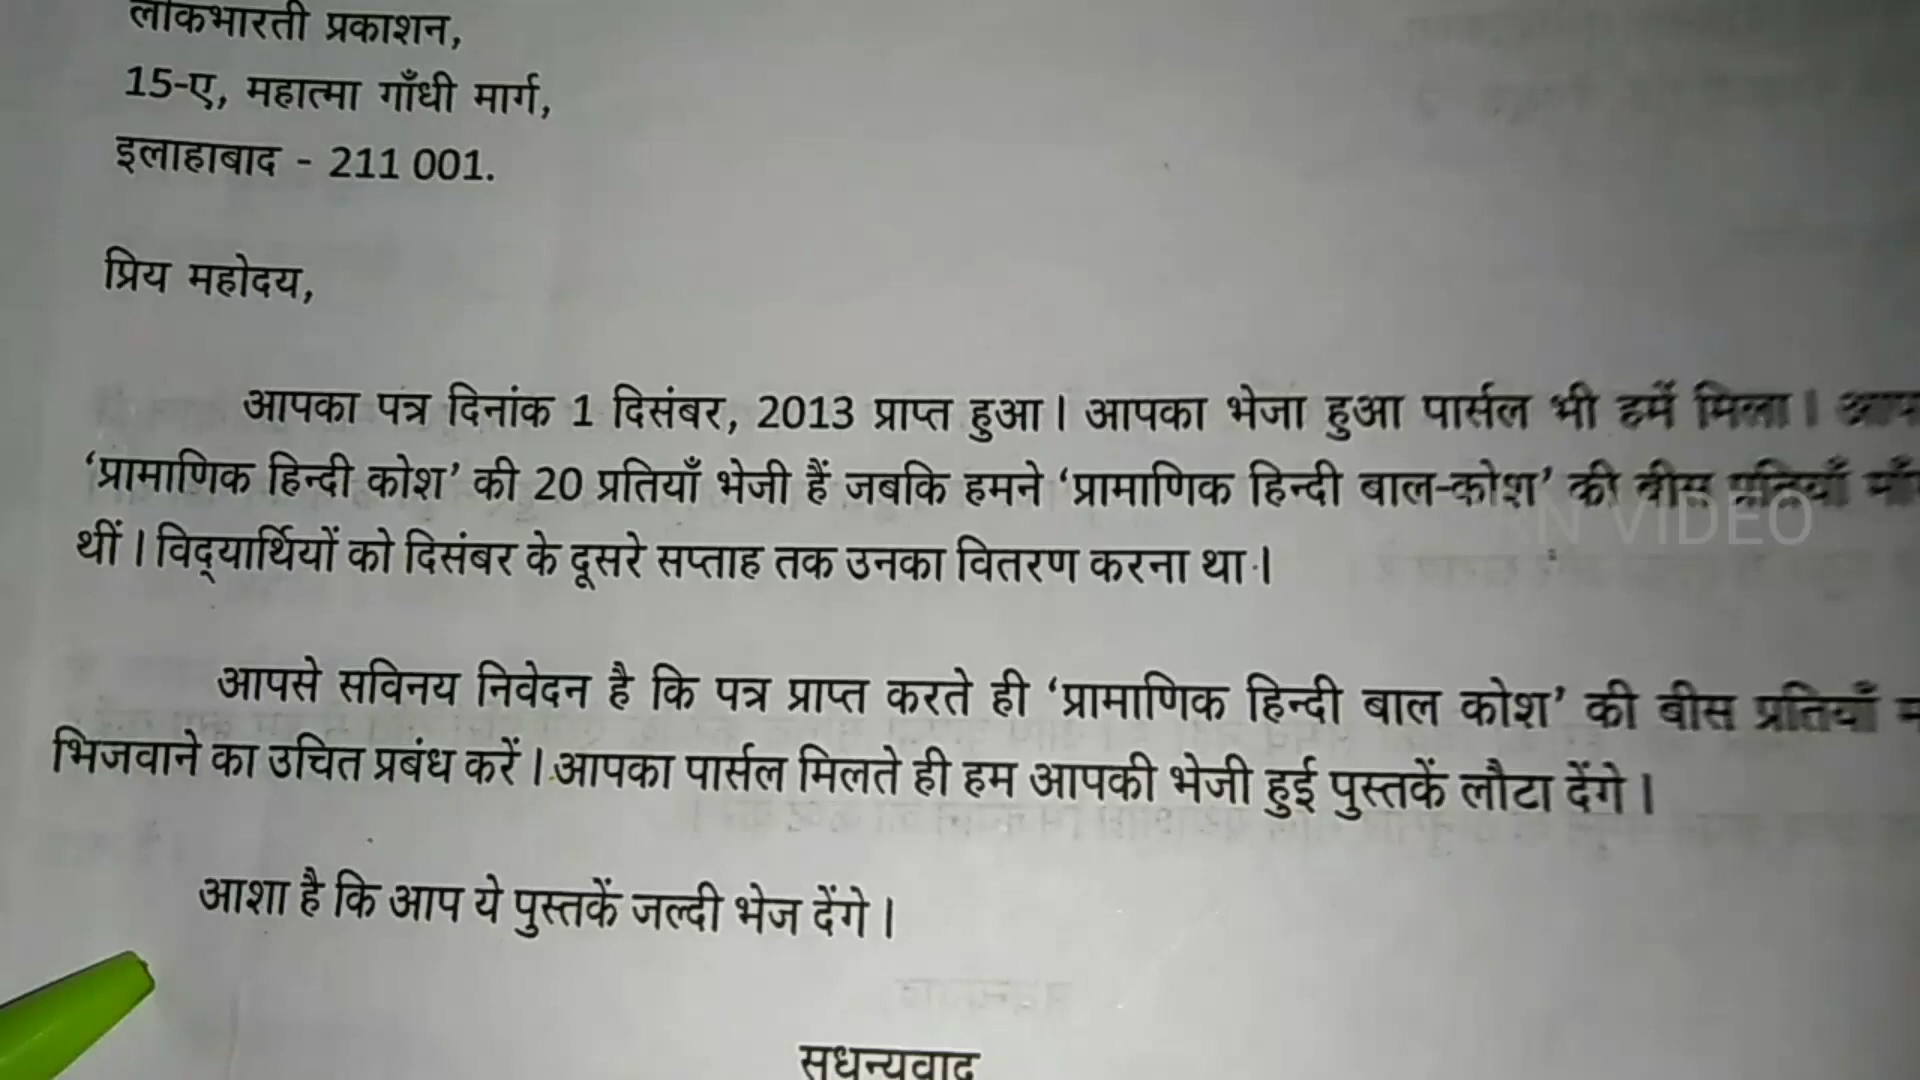 लोकभारती प्रकाशन,
15-ए, महात्मा गाँधी मार्ग,
इलाहाबाद - 211 001.
प्रिय महोदय,
आपका पत्र दिनांक 1 दिसंबर, 2013 प्राप्त हुआ। आपका भेजा हुआ पार्सल भी हमें मिला।
‘प्रामाणिक हिन्दी कोश’ की 20 प्रतियाँ भेजी हैं जबकि हमने ‘प्रामाणिक हिन्दी बाल-कोश’ की बीस प्रतियाँ
थीं। विद्‌यार्थियों को दिसंबर के दूसरे सप्ताह तक उनका वितरण करना था।
आपसे सविनय निवेदन है कि पत्र प्राप्त करते ही ‘प्रामाणिक हिन्दी बाल कोश’ की बीस प्रतियाँ
भिजवाने का उचित प्रबंध करें। आपका पार्सल मिलते ही हम आपकी भेजी हुई पुस्तकें लौटा देंगे।
आशा है कि आप ये पुस्तकें जल्दी भेज देंगे।
सधन्यवाद
N VIDEO